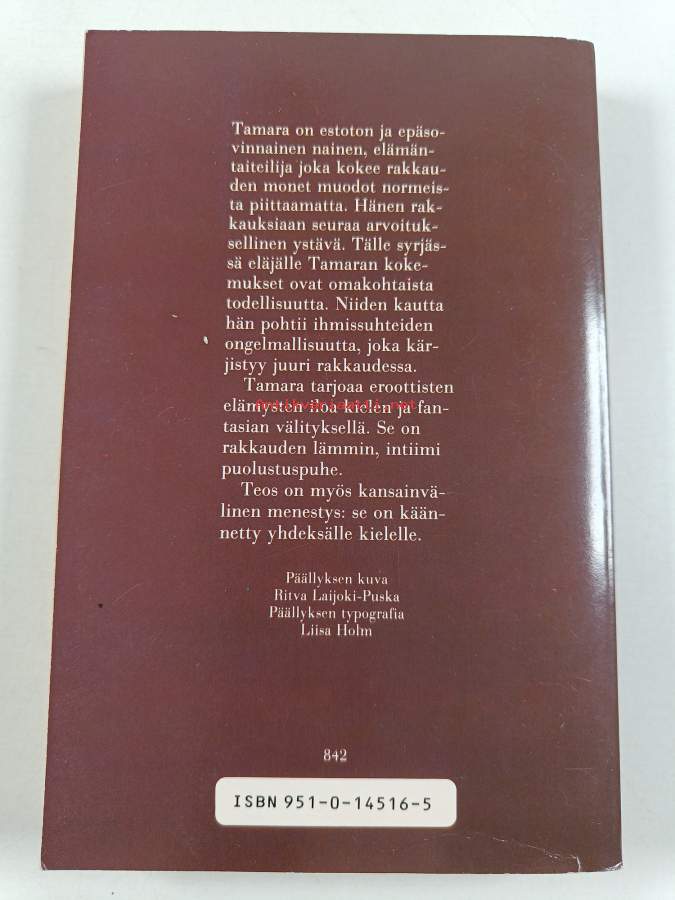 Tamara on estoton ja epäso-
vinnainen nainen, elämän-
taiteilija joka kokee rakkau-
den monet muodot normeis-
ta piittaamatta. Hänen rak-
kauksiaan seuraa arvoituk-
sellinen ystävä. Tälle syrjäs-
sä eläjälle Tamaran koke-
mukset ovat omakohtaista
todellisuutta. Niiden kautta
hän pohtii ihmissuhteiden
ongelmallisuutta, joka kär-
jistyy juuri rakkaudessa.
Tamara tarjoaa eroottisten
antikvariaatti.net
elämysten iloa kielen ja fan-
tasian välityksellä. Se on
rakkauden lämmin, intiimi
puolustuspuhe.
Teos on myös kansainvä-
linen menestys: se on kään-
netty yhdeksälle kielelle.
Päällyksen kuva
Ritva Laijoki-Puska
Päällyksen typografia
Liisa Holm
842
ISBN 951-0-14516-5